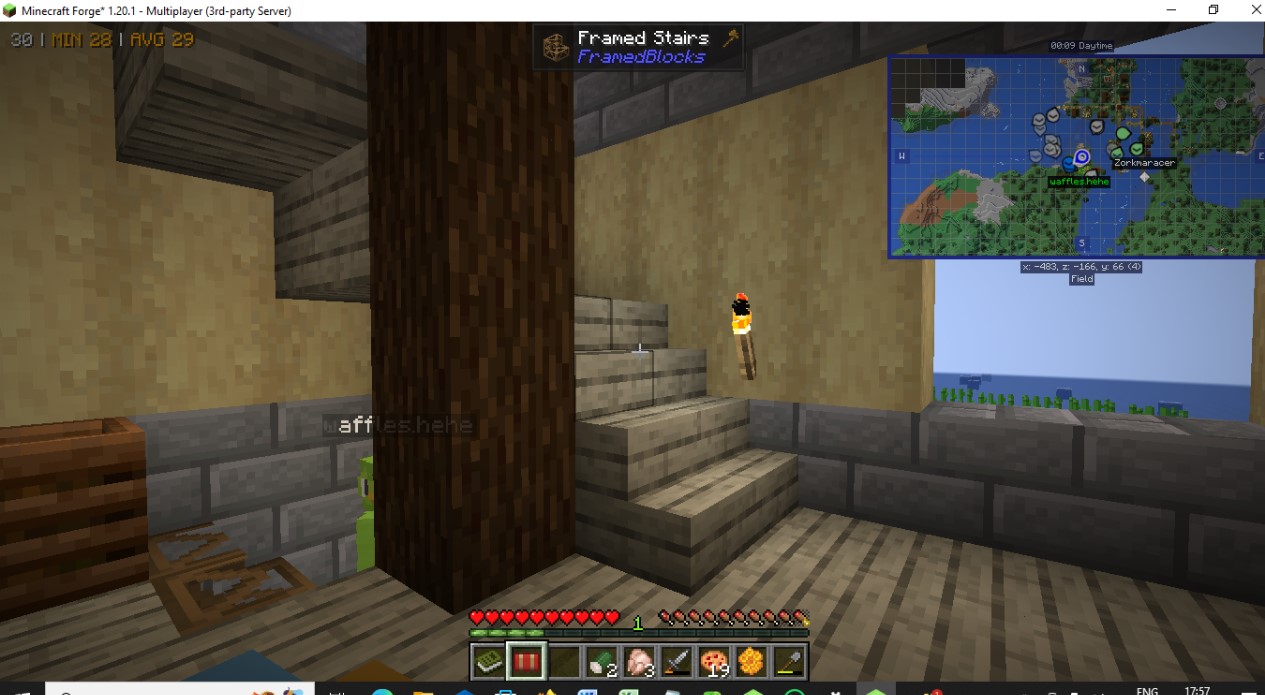 Minecraft Forge* 1.20.1 - Multiplayer (3rd-party Server)
30 | MIN 28 | AVG 29
Framed Stairs
FramedBlocks
00:09 Daytime
N
W
E
Zorkmaracer
waffles.hehe
S
x: -483, z: -166, y: 66 (4)
Field
waffles.hehe
1
2
3
19
ENG
17:57